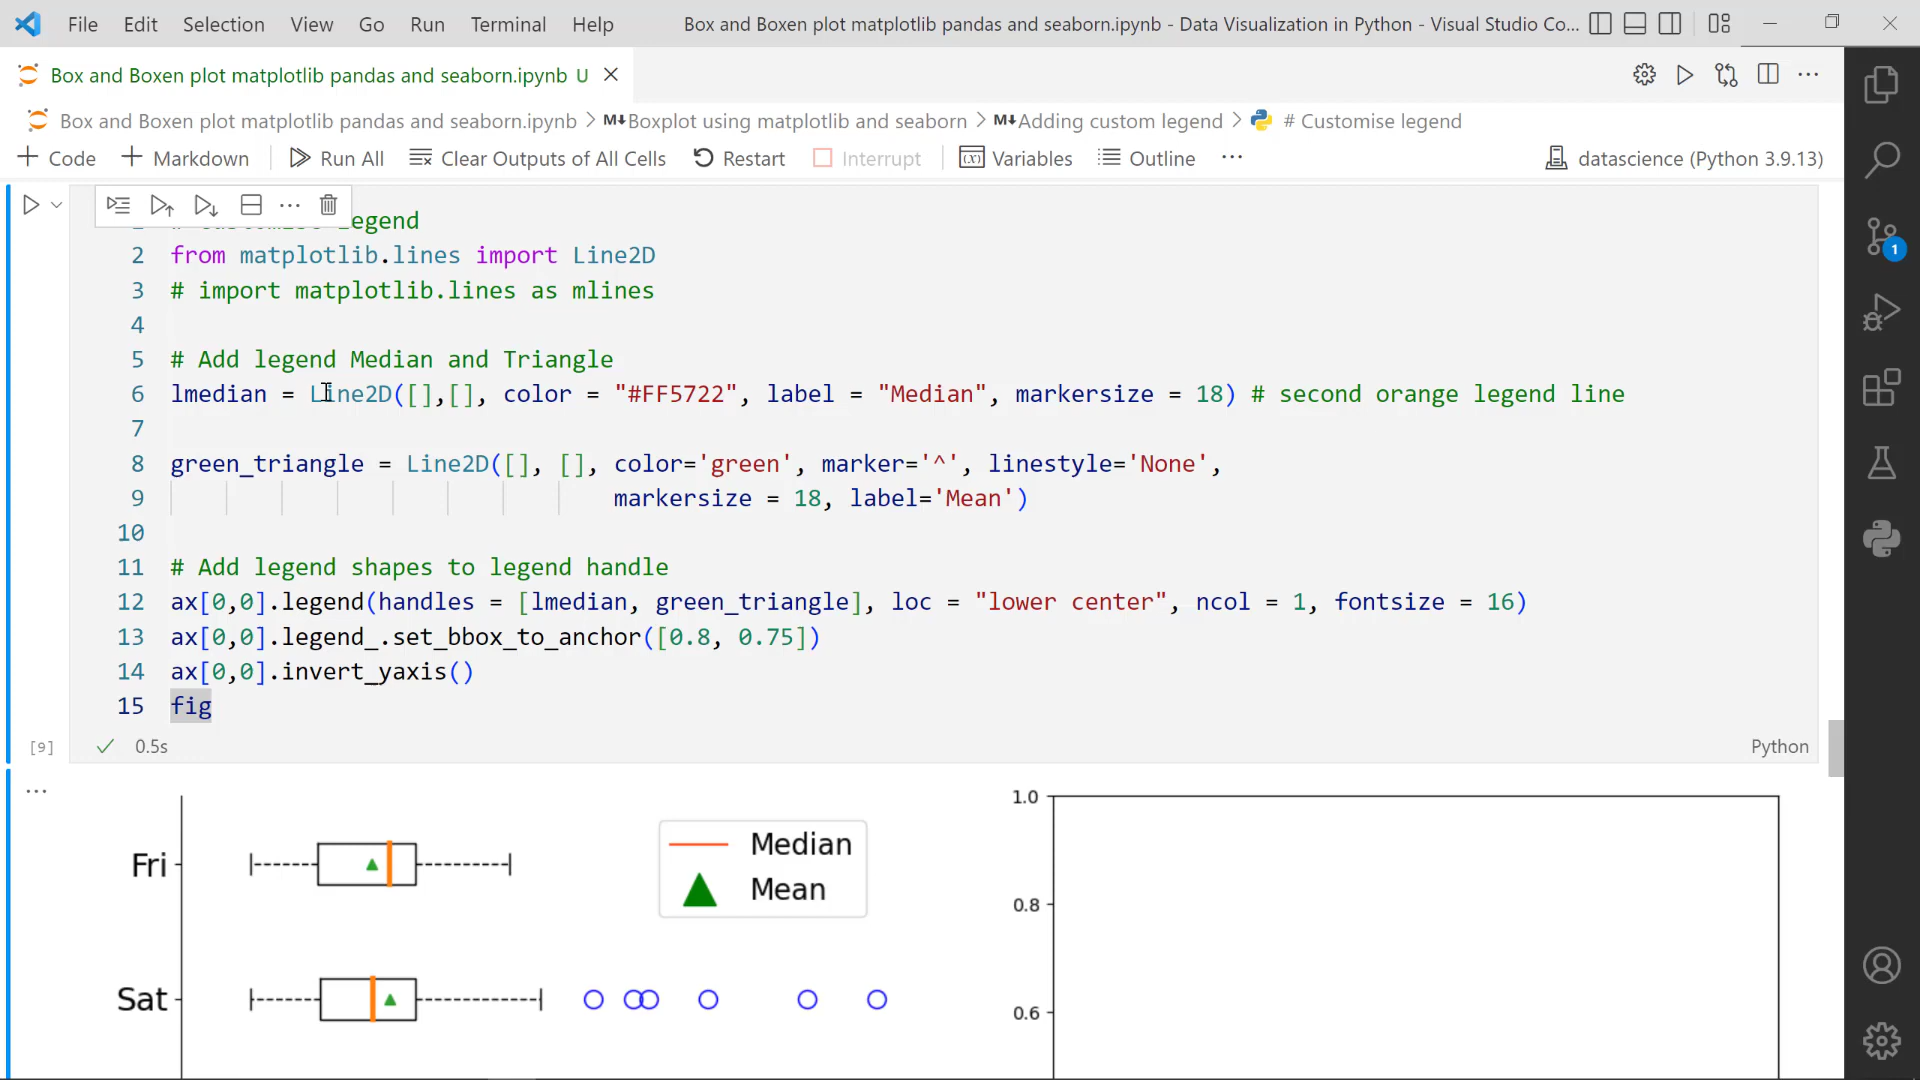 File Edit Selection View Go Run Terminal Help Box and Boxen plot matplotlib pandas and seaborn.ipynb - Data Visualization in Python - Visual Studio Co...
Box and Boxen plot matplotlib pandas and seaborn.ipynb U
Box and Boxen plot matplotlib pandas and seaborn.ipynb > M↓Boxplot using matplotlib and seaborn > M↓Adding custom legend > # Customise legend
Code Markdown Run All Clear Outputs of All Cells Restart Interrupt Variables Outline ... datascience (Python 3.9.13)
legend
2 from matplotlib.lines import Line2D
3 # import matplotlib.lines as mlines
4
5 # Add legend Median and Triangle
6 lmedian = Line2D([],[], color = "#FF5722", label = "Median", markersize = 18) # second orange legend line
7
8 green_triangle = Line2D([], [], color='green', marker='^', linestyle='None',
9 markersize = 18, label='Mean')
10
11 # Add legend shapes to legend handle
12 ax[0,0].legend(handles = [lmedian, green_triangle], loc = "lower center", ncol = 1, fontsize = 16)
13 ax[0,0].legend_.set_bbox_to_anchor([0.8, 0.75])
14 ax[0,0].invert_yaxis()
15 fig
[9] 0.5s Python
1.0
Median
Fri
Mean
0.8
Sat
0.6
1